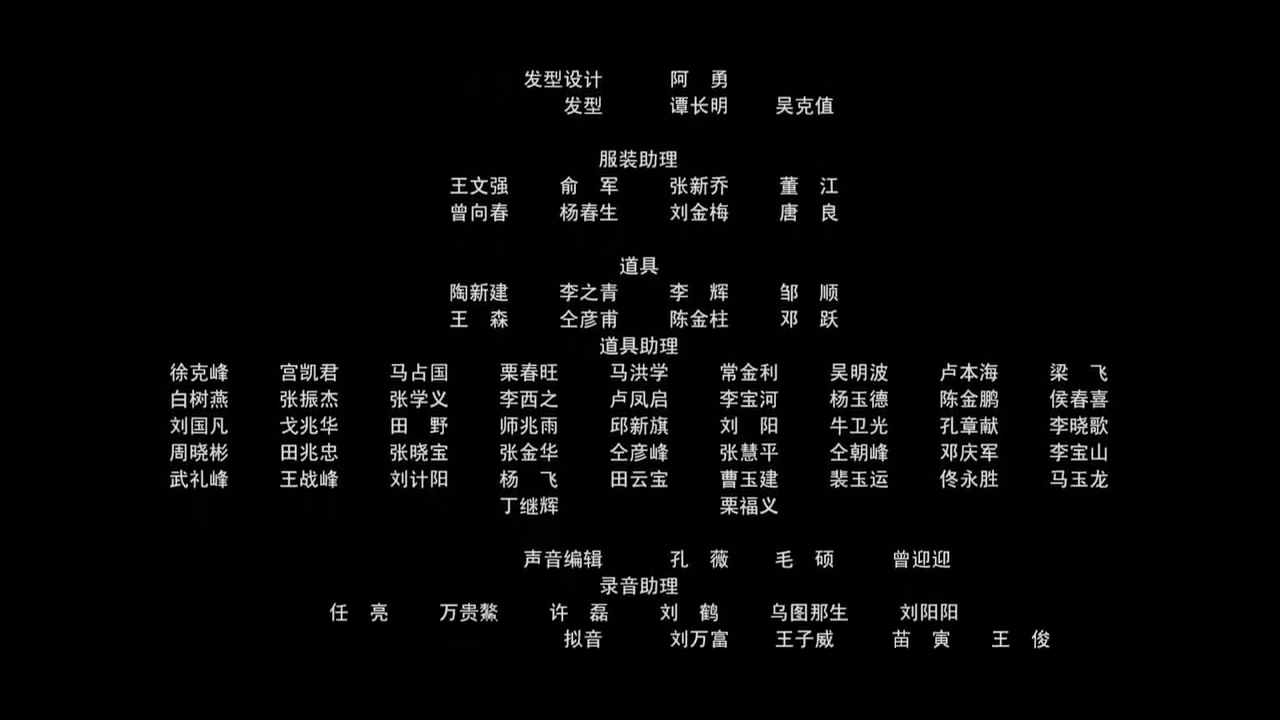 发型设计 阿 勇
发型 谭长明 吴克值
服装助理
王文强 俞 军 张新乔 董 江
曾向春 杨春生 刘金梅 唐 良
道具
陶新建 李之青 李 辉 邹 顺
王 森 仝彦甫 陈金柱 邓 跃
道具助理
徐克峰 宫凯君 马占国 栗春旺 马洪学 常金利 吴明波 卢本海 梁 飞
白树燕 张振杰 张学义 李西之 卢凤启 李宝河 杨玉德 陈金鹏 侯春喜
刘国凡 戈兆华 田 野 师兆雨 邱新旗 刘 阳 牛卫光 孔章献 李晓歌
周晓彬 田兆忠 张晓宝 张金华 仝彦峰 张慧平 仝朝峰 邓庆军 李宝山
武礼峰 王战峰 刘计阳 杨 飞 田云宝 曹玉建 裴玉运 佟永胜 马玉龙
丁继辉 栗福义
声音编辑 孔 薇 毛 硕 曾迎迎
录音助理
任 亮 万贵鰲 许 磊 刘 鹤 乌图那生 刘阳阳
拟音 刘万富 王子威 苗 寅 王 俊